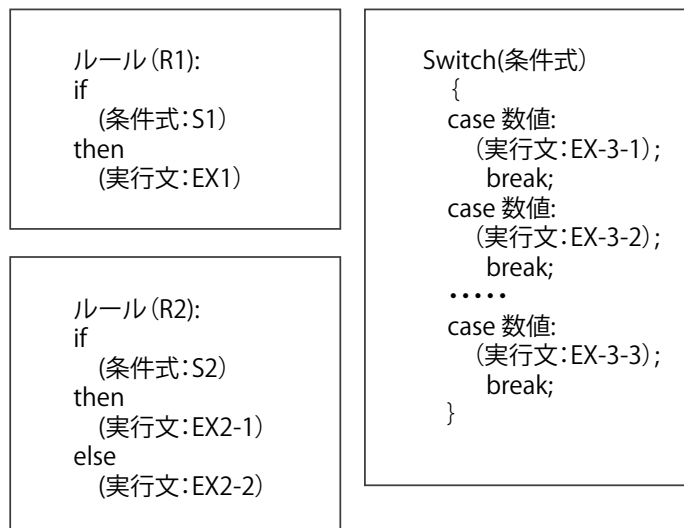 ルール(R1):
if
(条件式:S1)
then
(実行文:EX1)
ルール(R2):
if
(条件式:S2)
then
(実行文:EX2-1)
else
(実行文:EX2-2)
Switch(条件式)
{
case 数値:
(実行文:EX-3-1);
break;
case 数値:
(実行文:EX-3-2);
break;
・・・・・
case 数値:
(実行文:EX-3-3);
break;
}